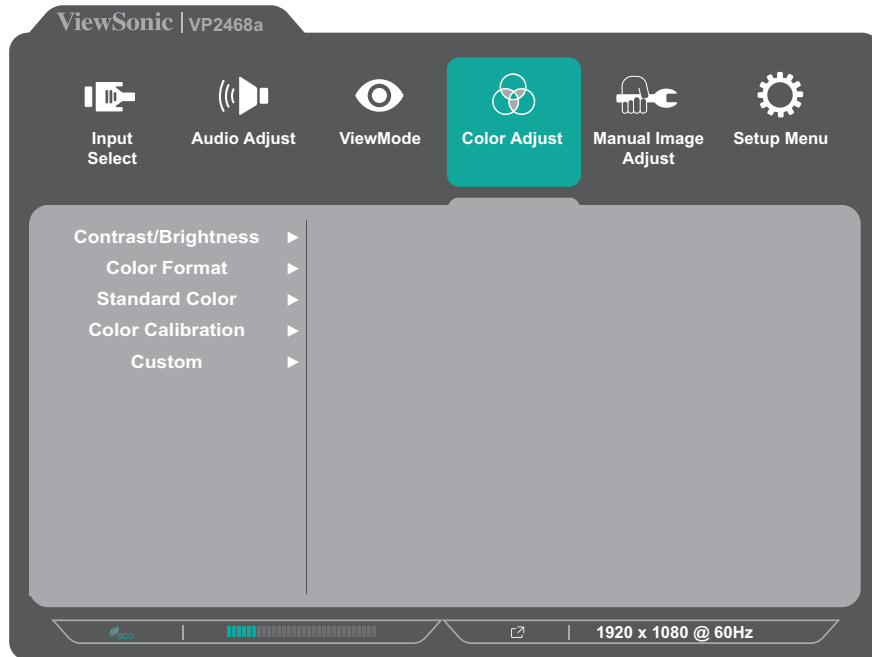 ViewSonic | VP2468a
Input Select
Audio Adjust
ViewMode
Color Adjust
Manual Image Adjust
Setup Menu
Contrast/Brightness
Color Format
Standard Color
Color Calibration
Custom
eco
1920 x 1080 @ 60Hz